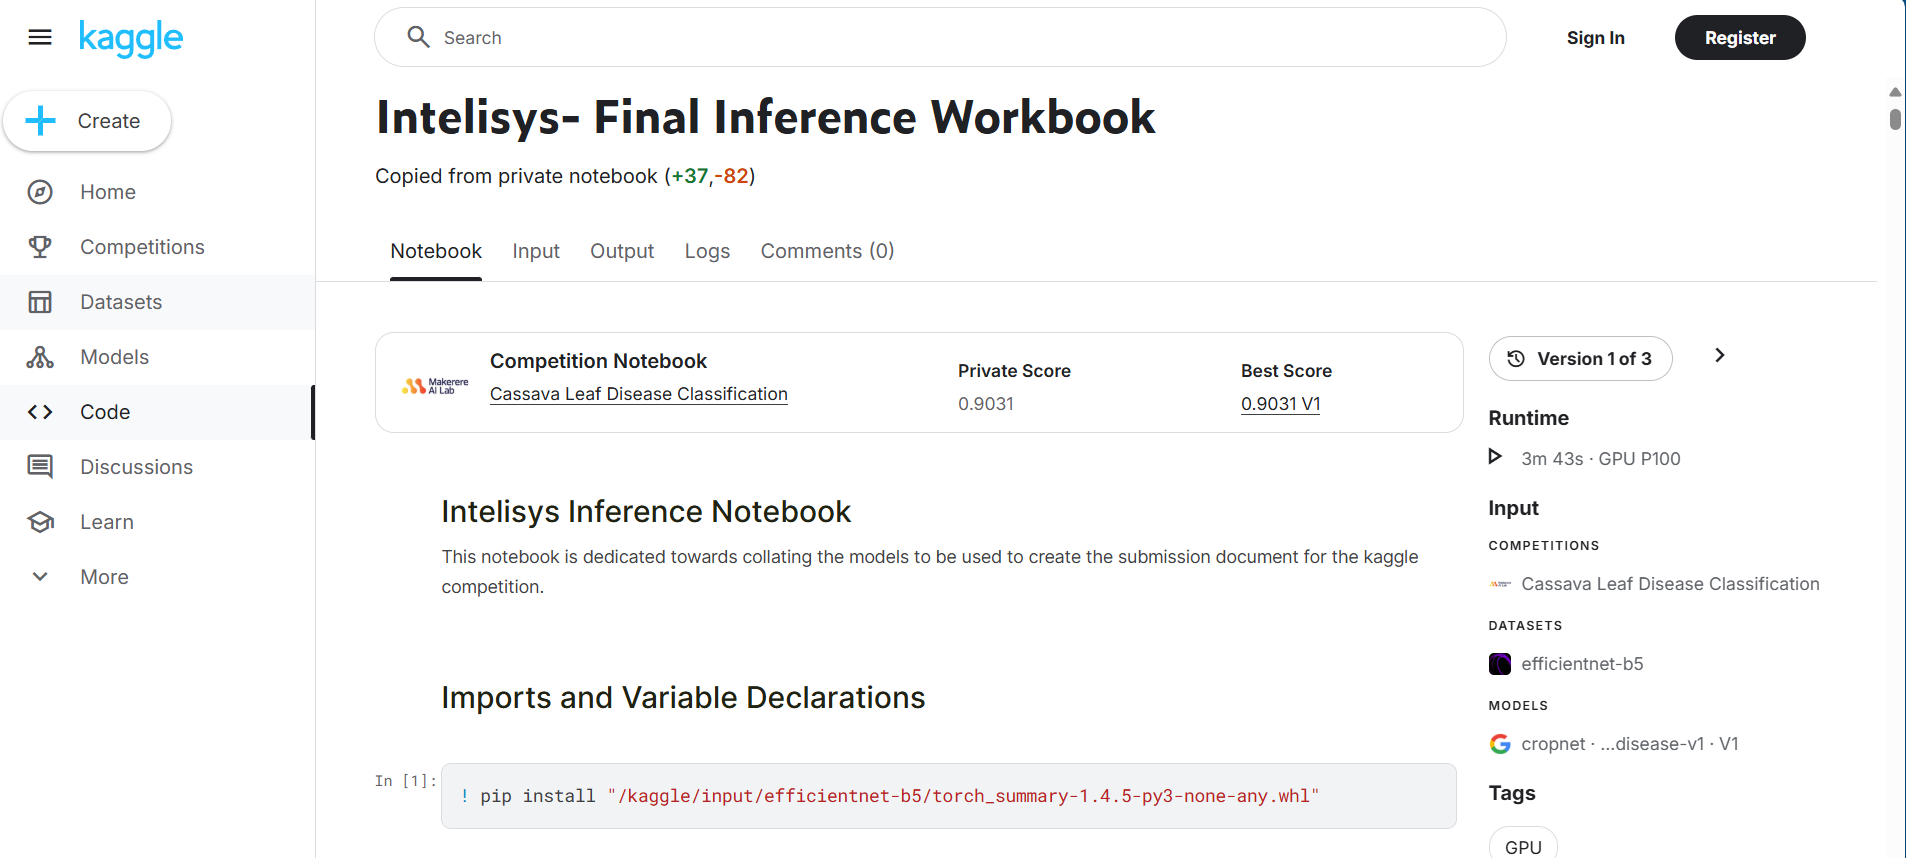 kaggle
Search
Sign In
Register
Create
Home
Competitions
Datasets
Models
Code
Discussions
Learn
More
Intelisys- Final Inference Workbook
Copied from private notebook (+37,-82)
Notebook
Input
Output
Logs
Comments (0)
Makerere
AI Lab
Competition Notebook
Cassava Leaf Disease Classification
Private Score
0.9031
Best Score
0.9031 V1
Intelisys Inference Notebook
This notebook is dedicated towards collating the models to be used to create the submission document for the kaggle
competition.
Imports and Variable Declarations
In [1]:
! pip install "/kaggle/input/efficientnet-b5/torch_summary-1.4.5-py3-none-any.whl"
Version 1 of 3
Runtime
3m 43s · GPU P100
Input
COMPETITIONS
Cassava Leaf Disease Classification
DATASETS
efficientnet-b5
MODELS
cropnet · ...disease-v1 · V1
Tags
GPU